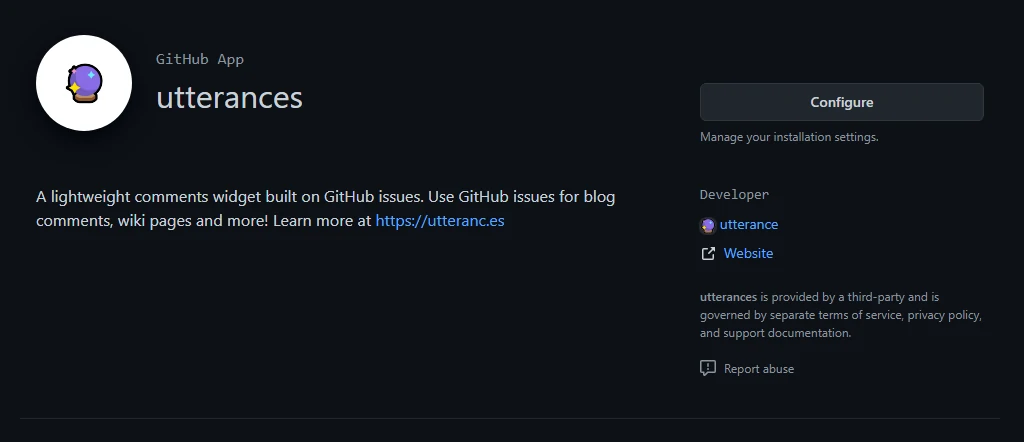 GitHub App
utterances
Configure
Manage your installation settings.
A lightweight comments widget built on GitHub issues. Use GitHub issues for blog
comments, wiki pages and more! Learn more at https://utteranc.es
Developer
utterance
Website
utterances is provided by a third-party and is
governed by separate terms of service, privacy policy,
and support documentation.
Report abuse